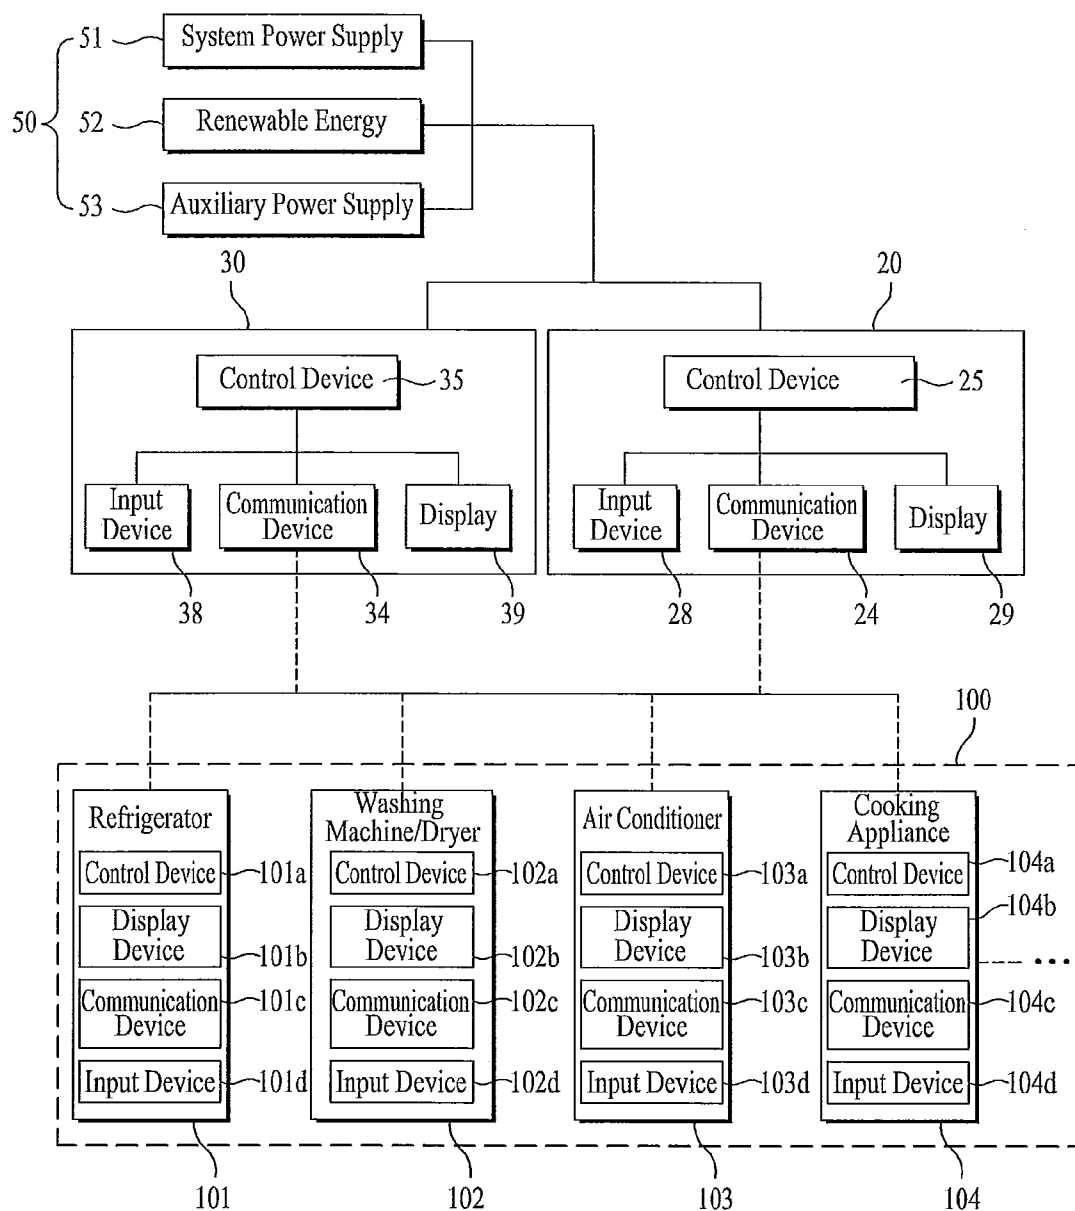 51
System Power Supply
50
52
Renewable Energy
53
Auxiliary Power Supply
30
20
Control Device
35
Control Device
25
Input
Device
Communication
Device
Display
Input
Device
Communication
Device
Display
38
34
39
28
24
29
100
Refrigerator
Control Device
101a
Display
Device
101b
Communication
Device
101c
Input Device
101d
Washing
Machine/Dryer
Control Device
102a
Display
Device
102b
Communication
Device
102c
Input Device
102d
Air Conditioner
Control Device
103a
Display
Device
103b
Communication
Device
103c
Input Device
103d
Cooking
Appliance
Control Device
104a
Display
Device
104b
Communication
Device
104c
Input Device
104d
101
102
103
104